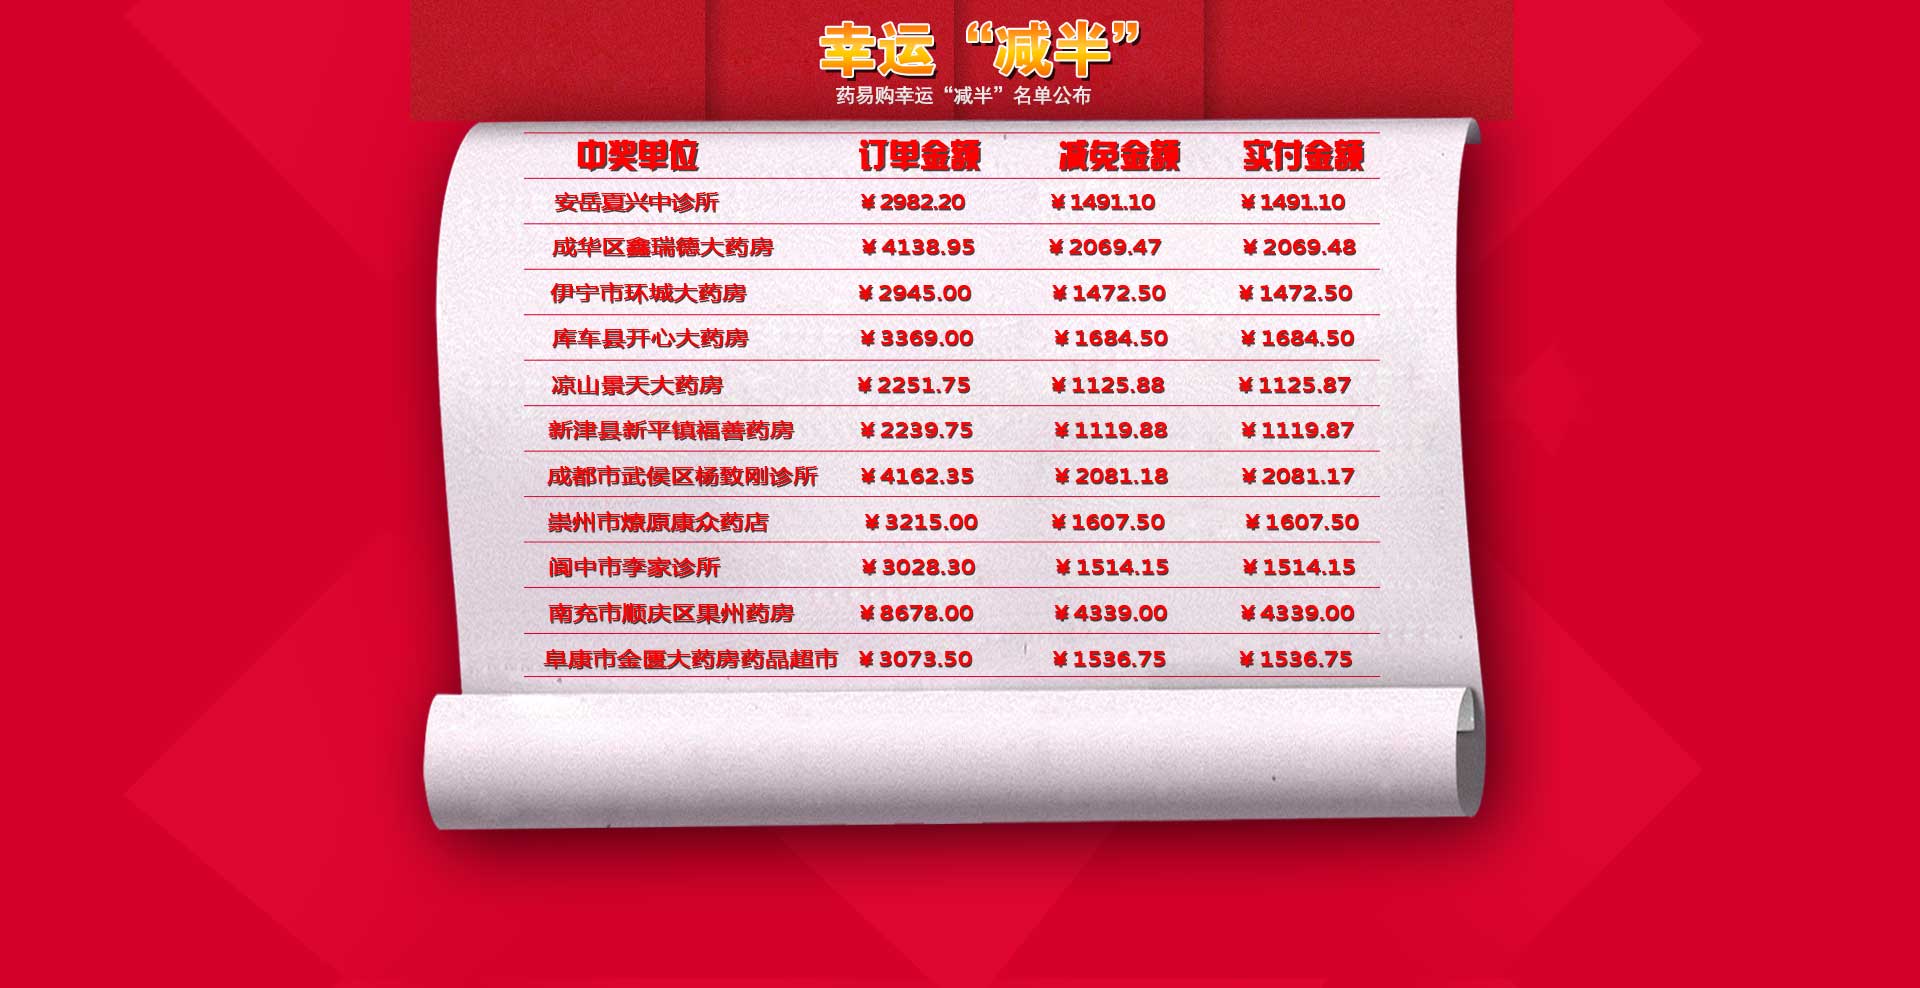 幸运“减半”
药易购幸运“减半”名单公布
中奖单位 订单金额 减免金额 实付金额
安岳夏兴中诊所 ￥2982.20 ￥1491.10 ￥1491.10
成华区鑫瑞德大药房 ￥4138.95 ￥2069.47 ￥2069.48
伊宁市环城大药房 ￥2945.00 ￥1472.50 ￥1472.50
库车县开心大药房 ￥3369.00 ￥1684.50 ￥1684.50
凉山景天大药房 ￥2251.75 ￥1125.88 ￥1125.87
新津县新平镇福善药房 ￥2239.75 ￥1119.88 ￥1119.87
成都市武侯区杨致刚诊所 ￥4162.35 ￥2081.18 ￥2081.17
崇州市燎原康众药店 ￥3215.00 ￥1607.50 ￥1607.50
阆中市李家诊所 ￥3028.30 ￥1514.15 ￥1514.15
南充市顺庆区果州药房 ￥8678.00 ￥4339.00 ￥4339.00
阜康市金匮大药房药品超市 ￥3073.50 ￥1536.75 ￥1536.75